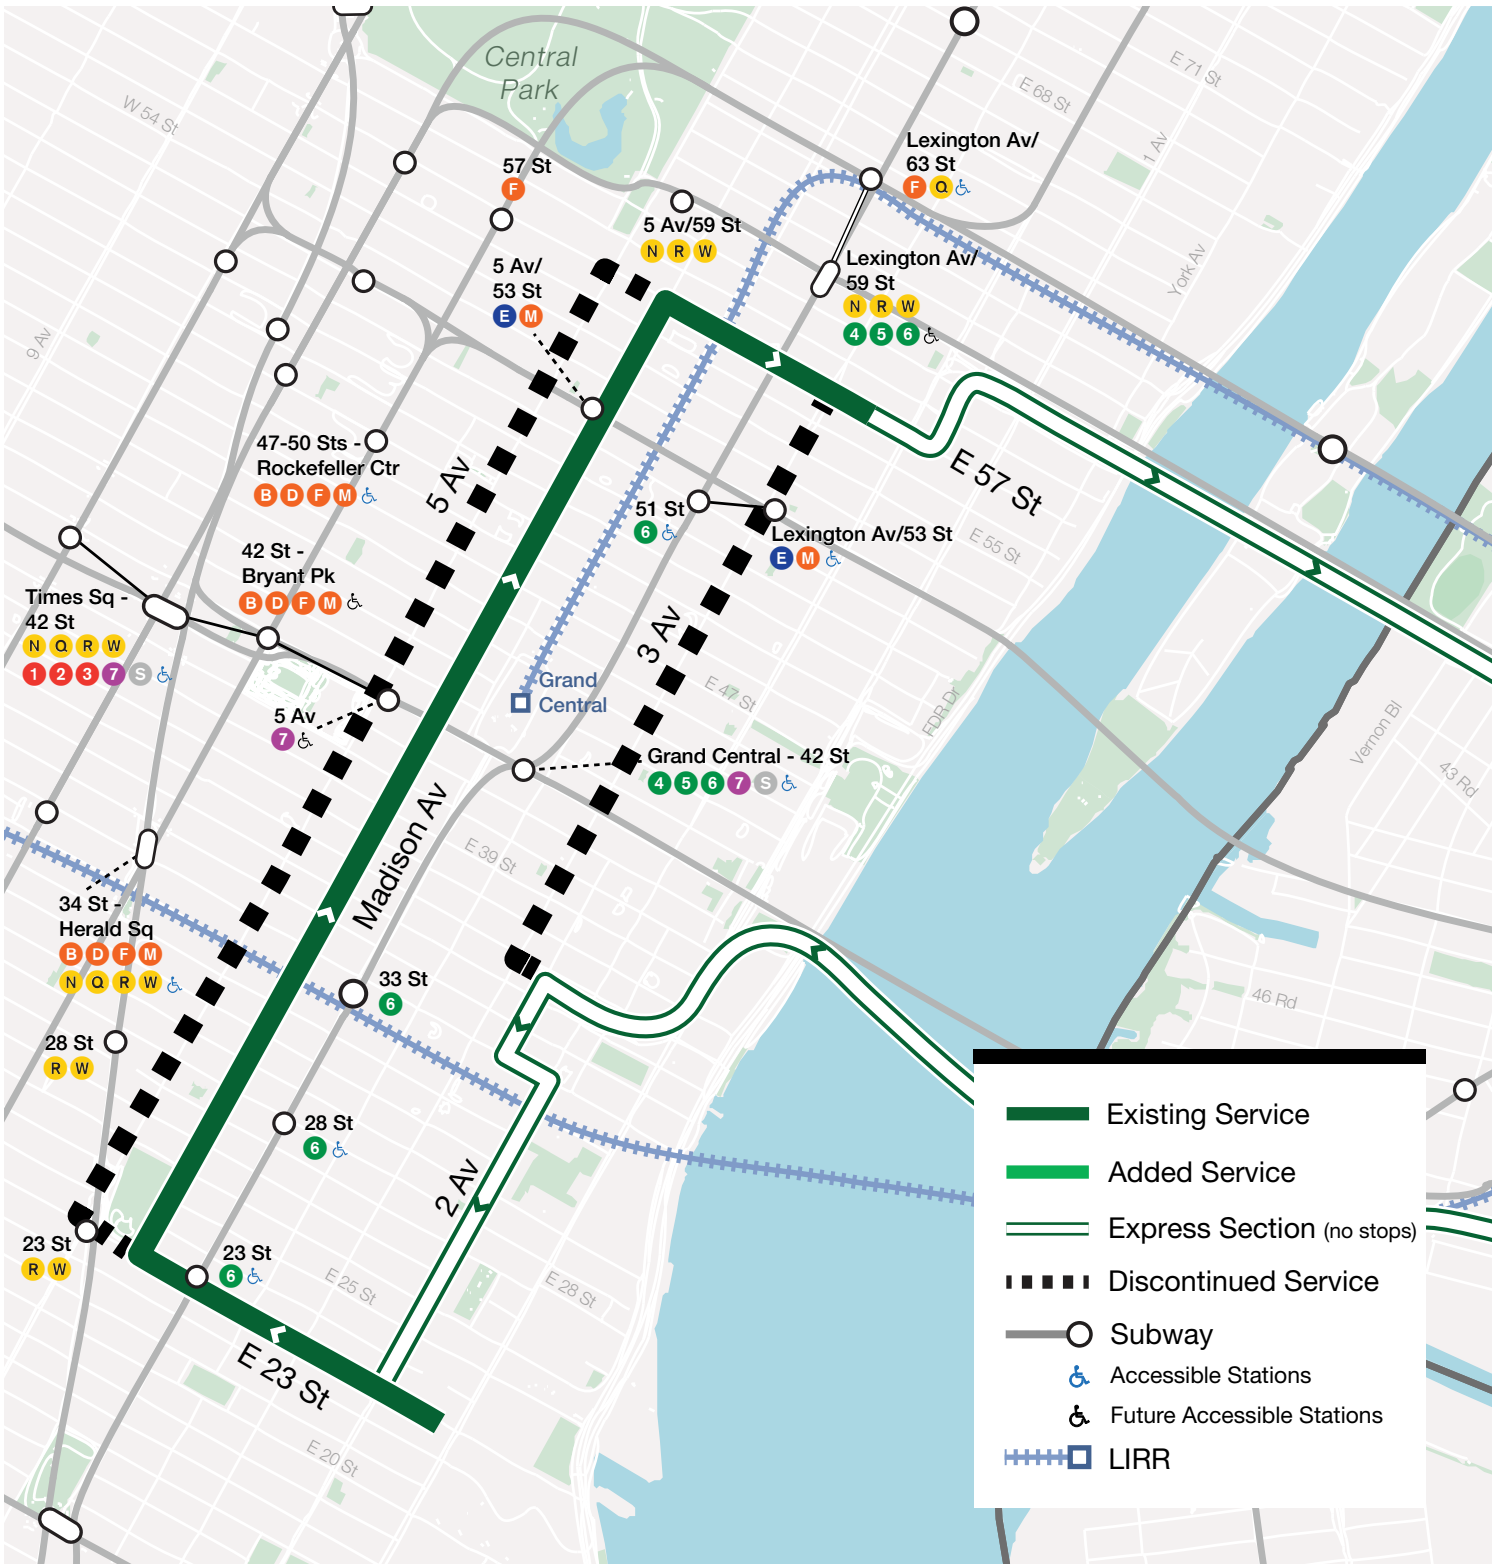 Central
Park
W 54 St
E 71 St
E 68 St
1 Av
Lexington Av/
63 St
F Q
57 St
F
5 Av/59 St
N R W
York Av
Lexington Av/
59 St
N R W
4 5 6
5 Av/
53 St
E M
9 Av
47-50 Sts -
Rockefeller Ctr
B D F M
5 Av
E 57 St
51 St
6
Lexington Av/53 St
E M
E 55 St
42 St -
Bryant Pk
B D F M
Times Sq -
42 St
N Q R W
1 2 3 7 S
3 Av
Grand
Central
E 47 St
FDR Dr
Vernon Bl
43 Rd
5 Av
7
Grand Central - 42 St
4 5 6 7 S
Madison Av
E 39 St
34 St -
Herald Sq
B D F M
N Q R W
33 St
6
46 Rd
28 St
R W
28 St
6
2 Av
23 St
R W
23 St
6
E 25 St
E 28 St
E 23 St
E 20 St
Existing Service
Added Service
Express Section (no stops)
Discontinued Service
Subway
Accessible Stations
Future Accessible Stations
LIRR